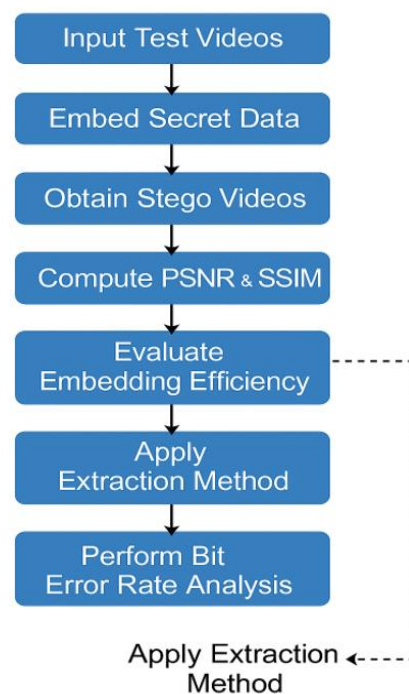 Input Test Videos
Embed Secret Data
Obtain Stego Videos
Compute PSNR & SSIM
Evaluate
Embedding Efficiency
Apply
Extraction Method
Perform Bit
Error Rate Analysis
Apply Extraction
Method